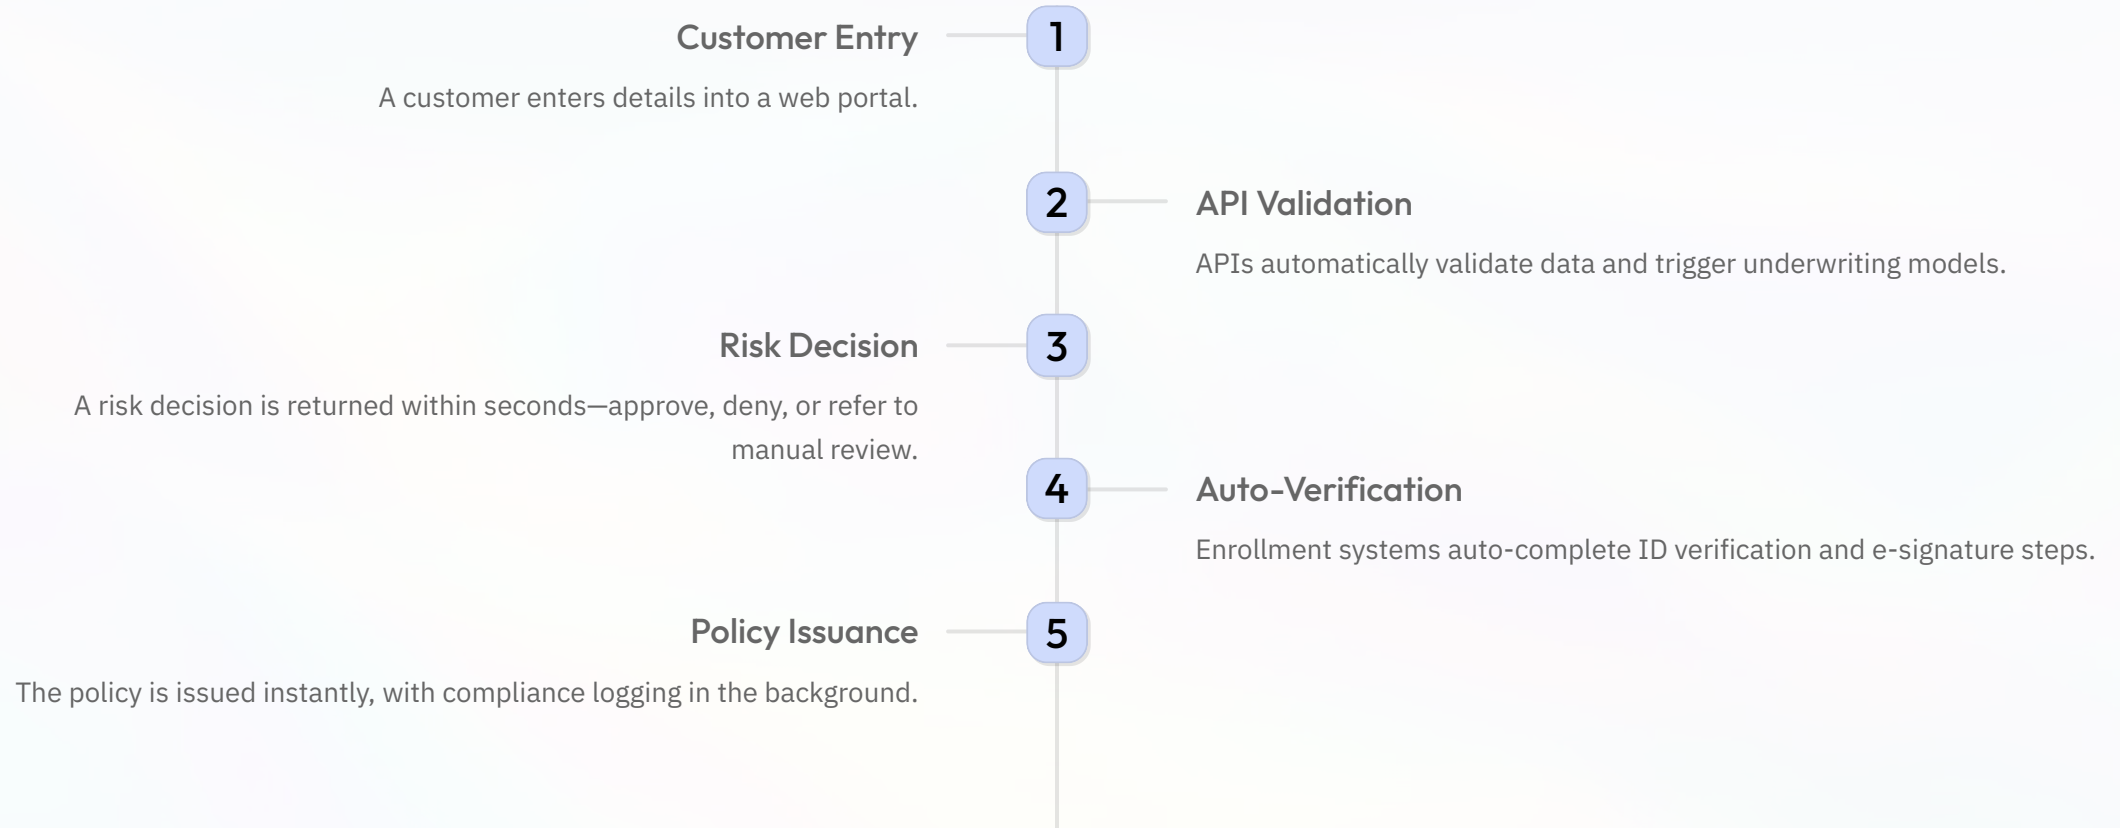 Customer Entry
1
A customer enters details into a web portal.
2
API Validation
APIs automatically validate data and trigger underwriting models.
Risk Decision
3
A risk decision is returned within seconds—approve, deny, or refer to
manual review.
4
Auto-Verification
Enrollment systems auto-complete ID verification and e-signature steps.
Policy Issuance
5
The policy is issued instantly, with compliance logging in the background.